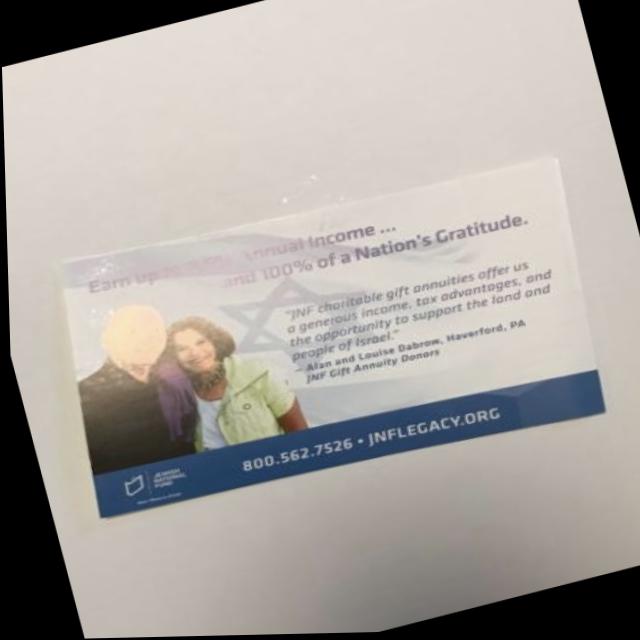 Earn up Annual Income ...
and 100% of a Nation's Gratitude.
"JNF charitable gift annuities offer us
a generous income, tax advantages, and
the opportunity to support the land and
people of Israel."
– Alan and Louise Dabrow, Haverford, PA
JNF Gift Annuity Donors
800.562.7526 • JNFLEGACY.ORG
JEWISH
NATIONAL
FUND